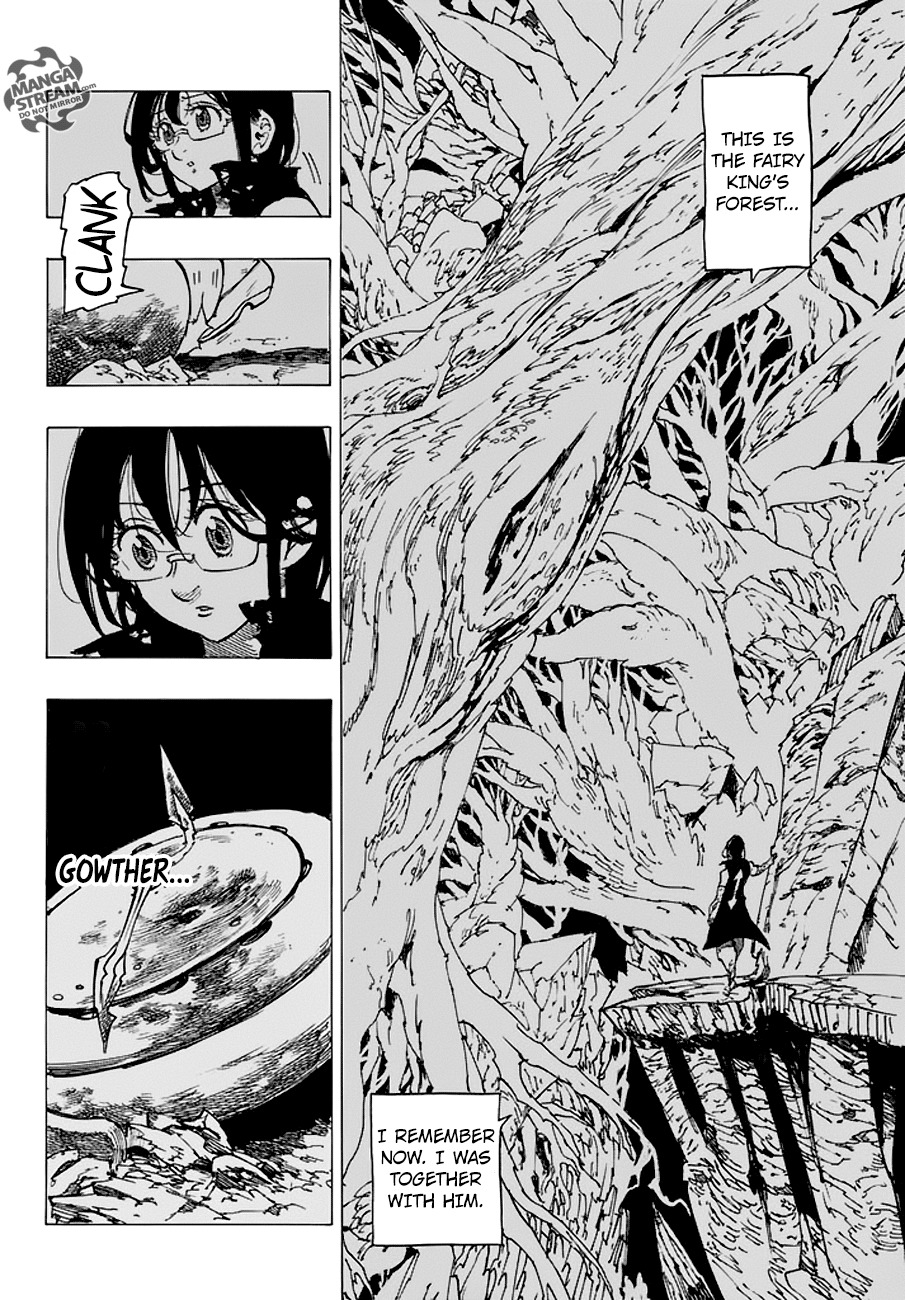 THIS IS
THE FAIRY
KING'S
FOREST...
MANGA
STREAM.com
DO NOT MIRROR
CLANK
GOWTHER...
I REMEMBER
NOW. I WAS
TOGETHER
WITH HIM.